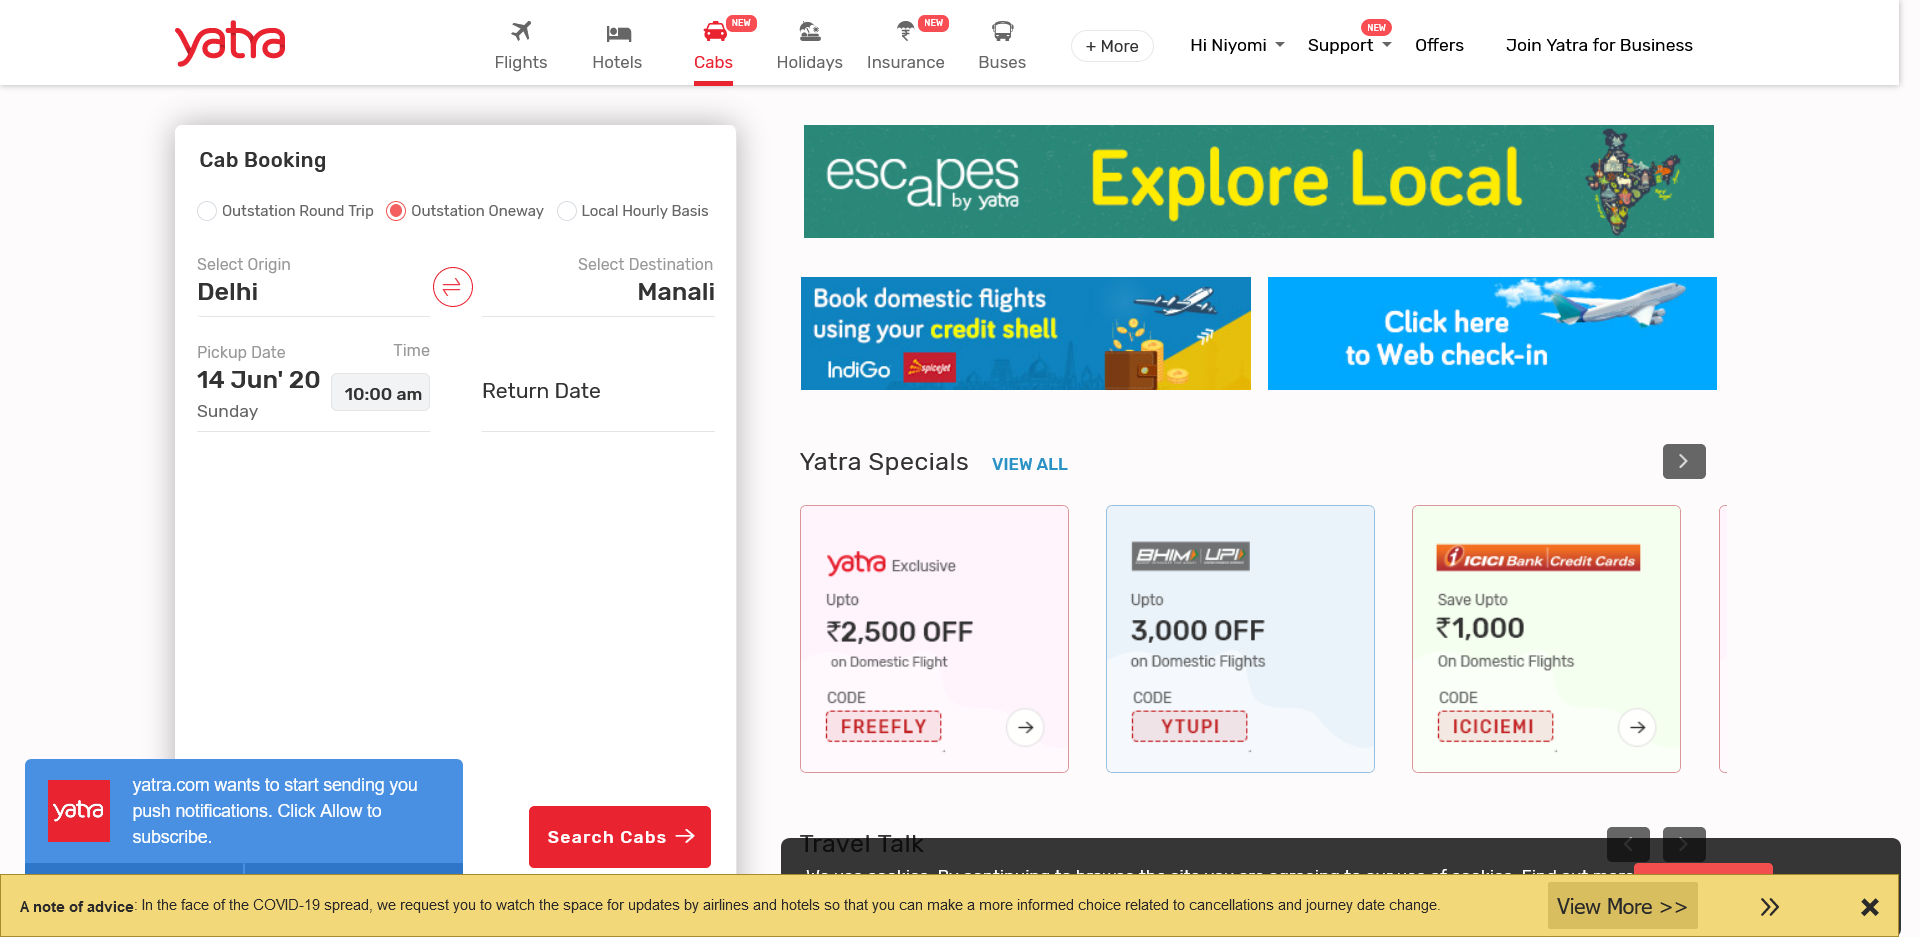 yatra
Flights
Hotels
NEW
Cabs
Holidays
NEW
Insurance
Buses
+ More
Hi Niyomi
NEW
Support
Offers
Join Yatra for Business
Cab Booking
Outstation Round Trip
Outstation Oneway
Local Hourly Basis
Select Origin
Delhi
Select Destination
Manali
Pickup Date
14 Jun' 20
Sunday
Time
10:00 am
Return Date
Search Cabs
escapes
by yatra
Explore Local
Book domestic flights
using your credit shell
IndiGo
spicejet
Click here
to Web check-in
Yatra Specials
VIEW ALL
yatra Exclusive
Upto
₹2,500 OFF
on Domestic Flight
CODE
FREEFLY
BHIM UPI
Upto
3,000 OFF
on Domestic Flights
CODE
YTUPI
ICICI Bank Credit Cards
Save Upto
₹1,000
On Domestic Flights
CODE
ICICIEMI
Travel Talk
yatra
yatra.com wants to start sending you
push notifications. Click Allow to
subscribe.
We use cookies. By continuing to browse the site you are agreeing to our use of cookies. Find out more
A note of advice: In the face of the COVID-19 spread, we request you to watch the space for updates by airlines and hotels so that you can make a more informed choice related to cancellations and journey date change.
View More >>